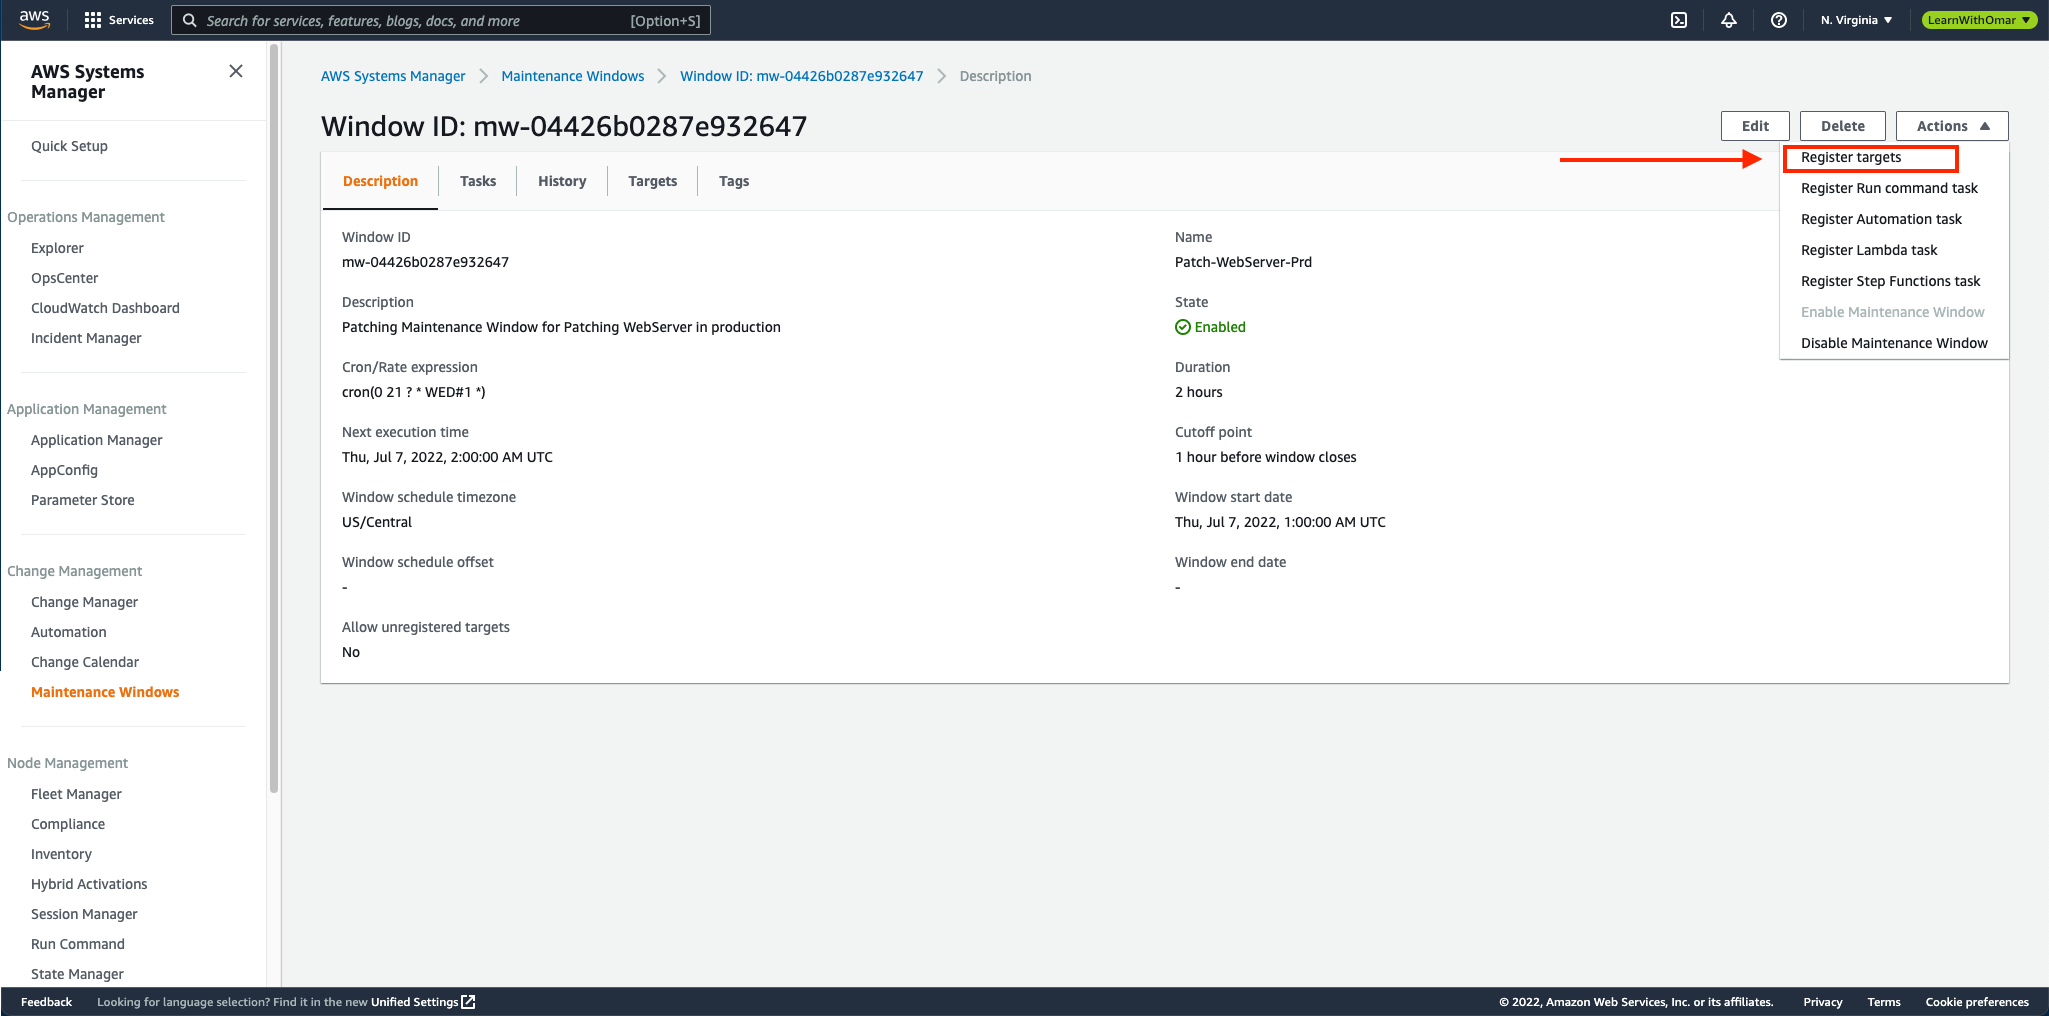 aws
Services
Search for services, features, blogs, docs, and more
[Option+S]
N. Virginia
LearnWithOmar
AWS Systems
Manager
Quick Setup
Operations Management
Explorer
OpsCenter
CloudWatch Dashboard
Incident Manager
Application Management
Application Manager
AppConfig
Parameter Store
Change Management
Change Manager
Automation
Change Calendar
Maintenance Windows
Node Management
Fleet Manager
Compliance
Inventory
Hybrid Activations
Session Manager
Run Command
State Manager
AWS Systems Manager
Maintenance Windows
Window ID: mw-04426b0287e932647
Description
Window ID: mw-04426b0287e932647
Edit
Delete
Actions
Register targets
Register Run command task
Register Automation task
Register Lambda task
Register Step Functions task
Enable Maintenance Window
Disable Maintenance Window
Description
Tasks
History
Targets
Tags
Window ID
mw-04426b0287e932647
Name
Patch-WebServer-Prd
Description
Patching Maintenance Window for Patching WebServer in production
State
Enabled
Cron/Rate expression
cron(0 21 ? * WED#1 *)
Duration
2 hours
Next execution time
Thu, Jul 7, 2022, 2:00:00 AM UTC
Cutoff point
1 hour before window closes
Window schedule timezone
US/Central
Window start date
Thu, Jul 7, 2022, 1:00:00 AM UTC
Window schedule offset
-
Window end date
-
Allow unregistered targets
No
Feedback
Looking for language selection? Find it in the new Unified Settings
© 2022, Amazon Web Services, Inc. or its affiliates.
Privacy
Terms
Cookie preferences